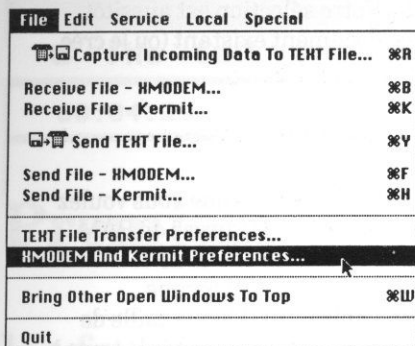 File Edit Service Local Special
Capture Incoming Data To TEXT File... ⌘R
Receive File - XMODEM... ⌘B
Receive File - Kermit... ⌘K
Send TEXT File... ⌘Y
Send File - XMODEM... ⌘F
Send File - Kermit... ⌘H
TEXT File Transfer Preferences...
XMODEM And Kermit Preferences...
Bring Other Open Windows To Top ⌘W
Quit